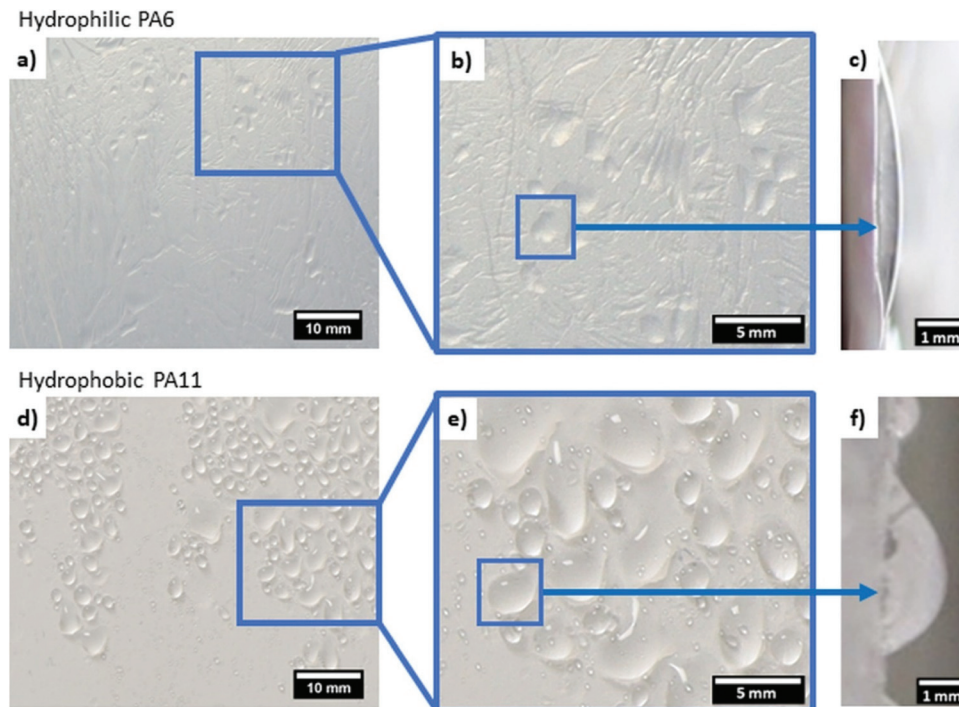 Hydrophilic PA6
a)
b)
c)
10 mm
5 mm
1 mm
Hydrophobic PA11
d)
e)
f)
10 mm
5 mm
1 mm